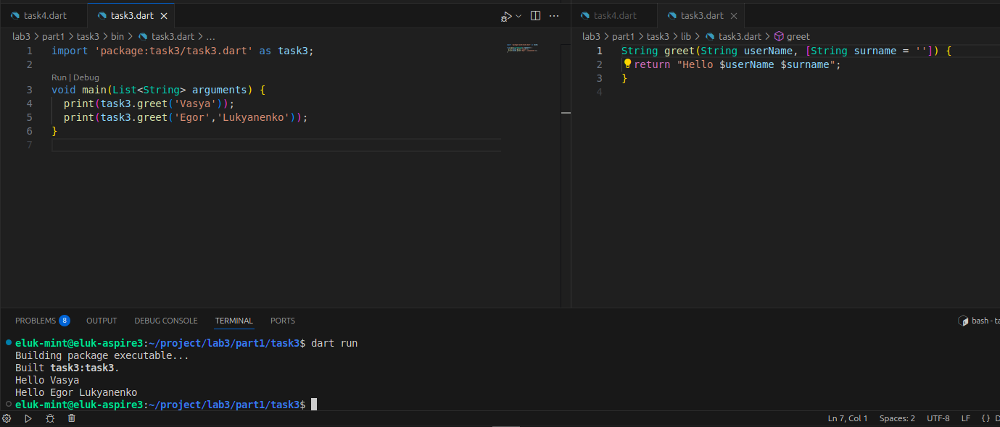 task4.dart task3.dart
lab3 > part1 > task3 > bin > task3.dart > ...
1 import 'package:task3/task3.dart' as task3;
2
Run | Debug
3 void main(List<String> arguments) {
4 print(task3.greet('Vasya'));
5 print(task3.greet('Egor','Lukyanenko'));
6 }
7
task4.dart task3.dart
lab3 > part1 > task3 > lib > task3.dart > greet
1 String greet(String userName, [String surname = '']) {
2 return "Hello $userName $surname";
3 }
4
PROBLEMS 8 OUTPUT DEBUG CONSOLE TERMINAL PORTS
bash - ta
eluk-mint@eluk-aspire3:~/project/lab3/part1/task3$ dart run
Building package executable...
Built task3:task3.
Hello Vasya
Hello Egor Lukyanenko
eluk-mint@eluk-aspire3:~/project/lab3/part1/task3$
Ln 7, Col 1 Spaces: 2 UTF-8 LF {} D